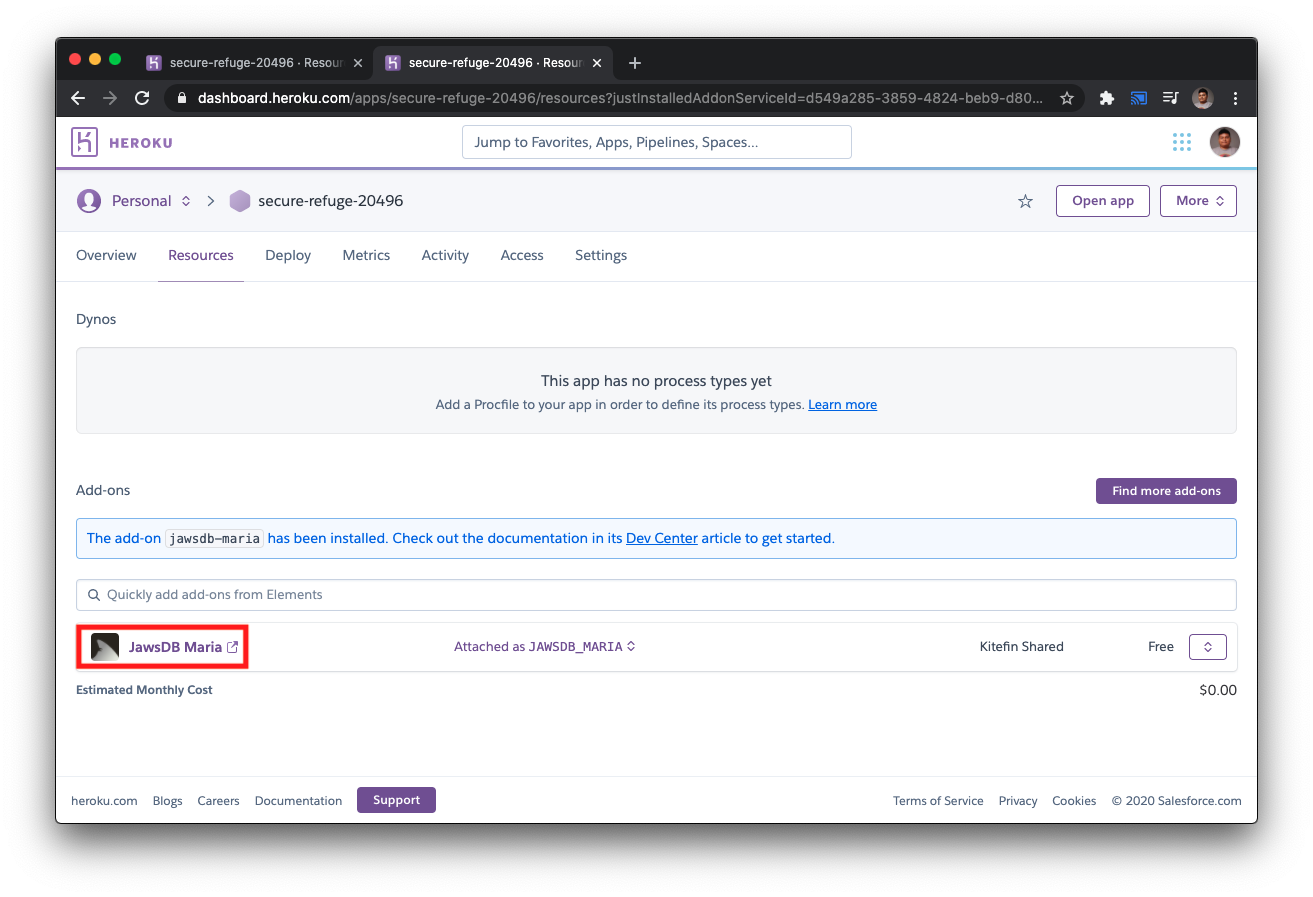 secure-refuge-20496 · Resour
secure-refuge-20496 · Resour
dashboard.heroku.com/apps/secure-refuge-20496/resources?justInstalledAddonServiceId=d549a285-3859-4824-beb9-d80...
HEROKU
Jump to Favorites, Apps, Pipelines, Spaces...
Personal
secure-refuge-20496
Open app
More
Overview
Resources
Deploy
Metrics
Activity
Access
Settings
Dynos
This app has no process types yet
Add a Procfile to your app in order to define its process types. Learn more
Add-ons
Find more add-ons
The add-on jawsdb-maria has been installed. Check out the documentation in its Dev Center article to get started.
Quickly add add-ons from Elements
JawsDB Maria
Attached as JAWSDB_MARIA
Kitefin Shared
Free
Estimated Monthly Cost
$0.00
heroku.com
Blogs
Careers
Documentation
Support
Terms of Service
Privacy
Cookies
© 2020 Salesforce.com